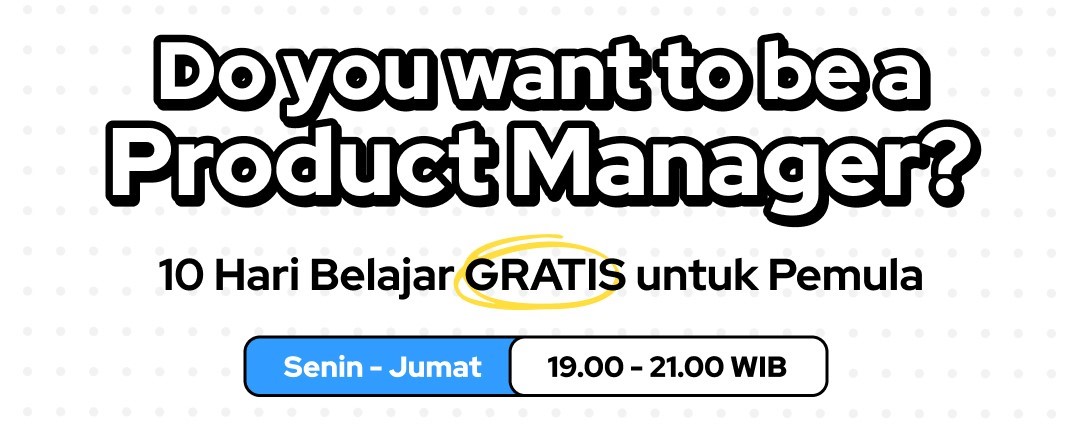 Do you want to be a
Product Manager?
10 Hari Belajar GRATIS untuk Pemula
Senin - Jumat 19.00 - 21.00 WIB